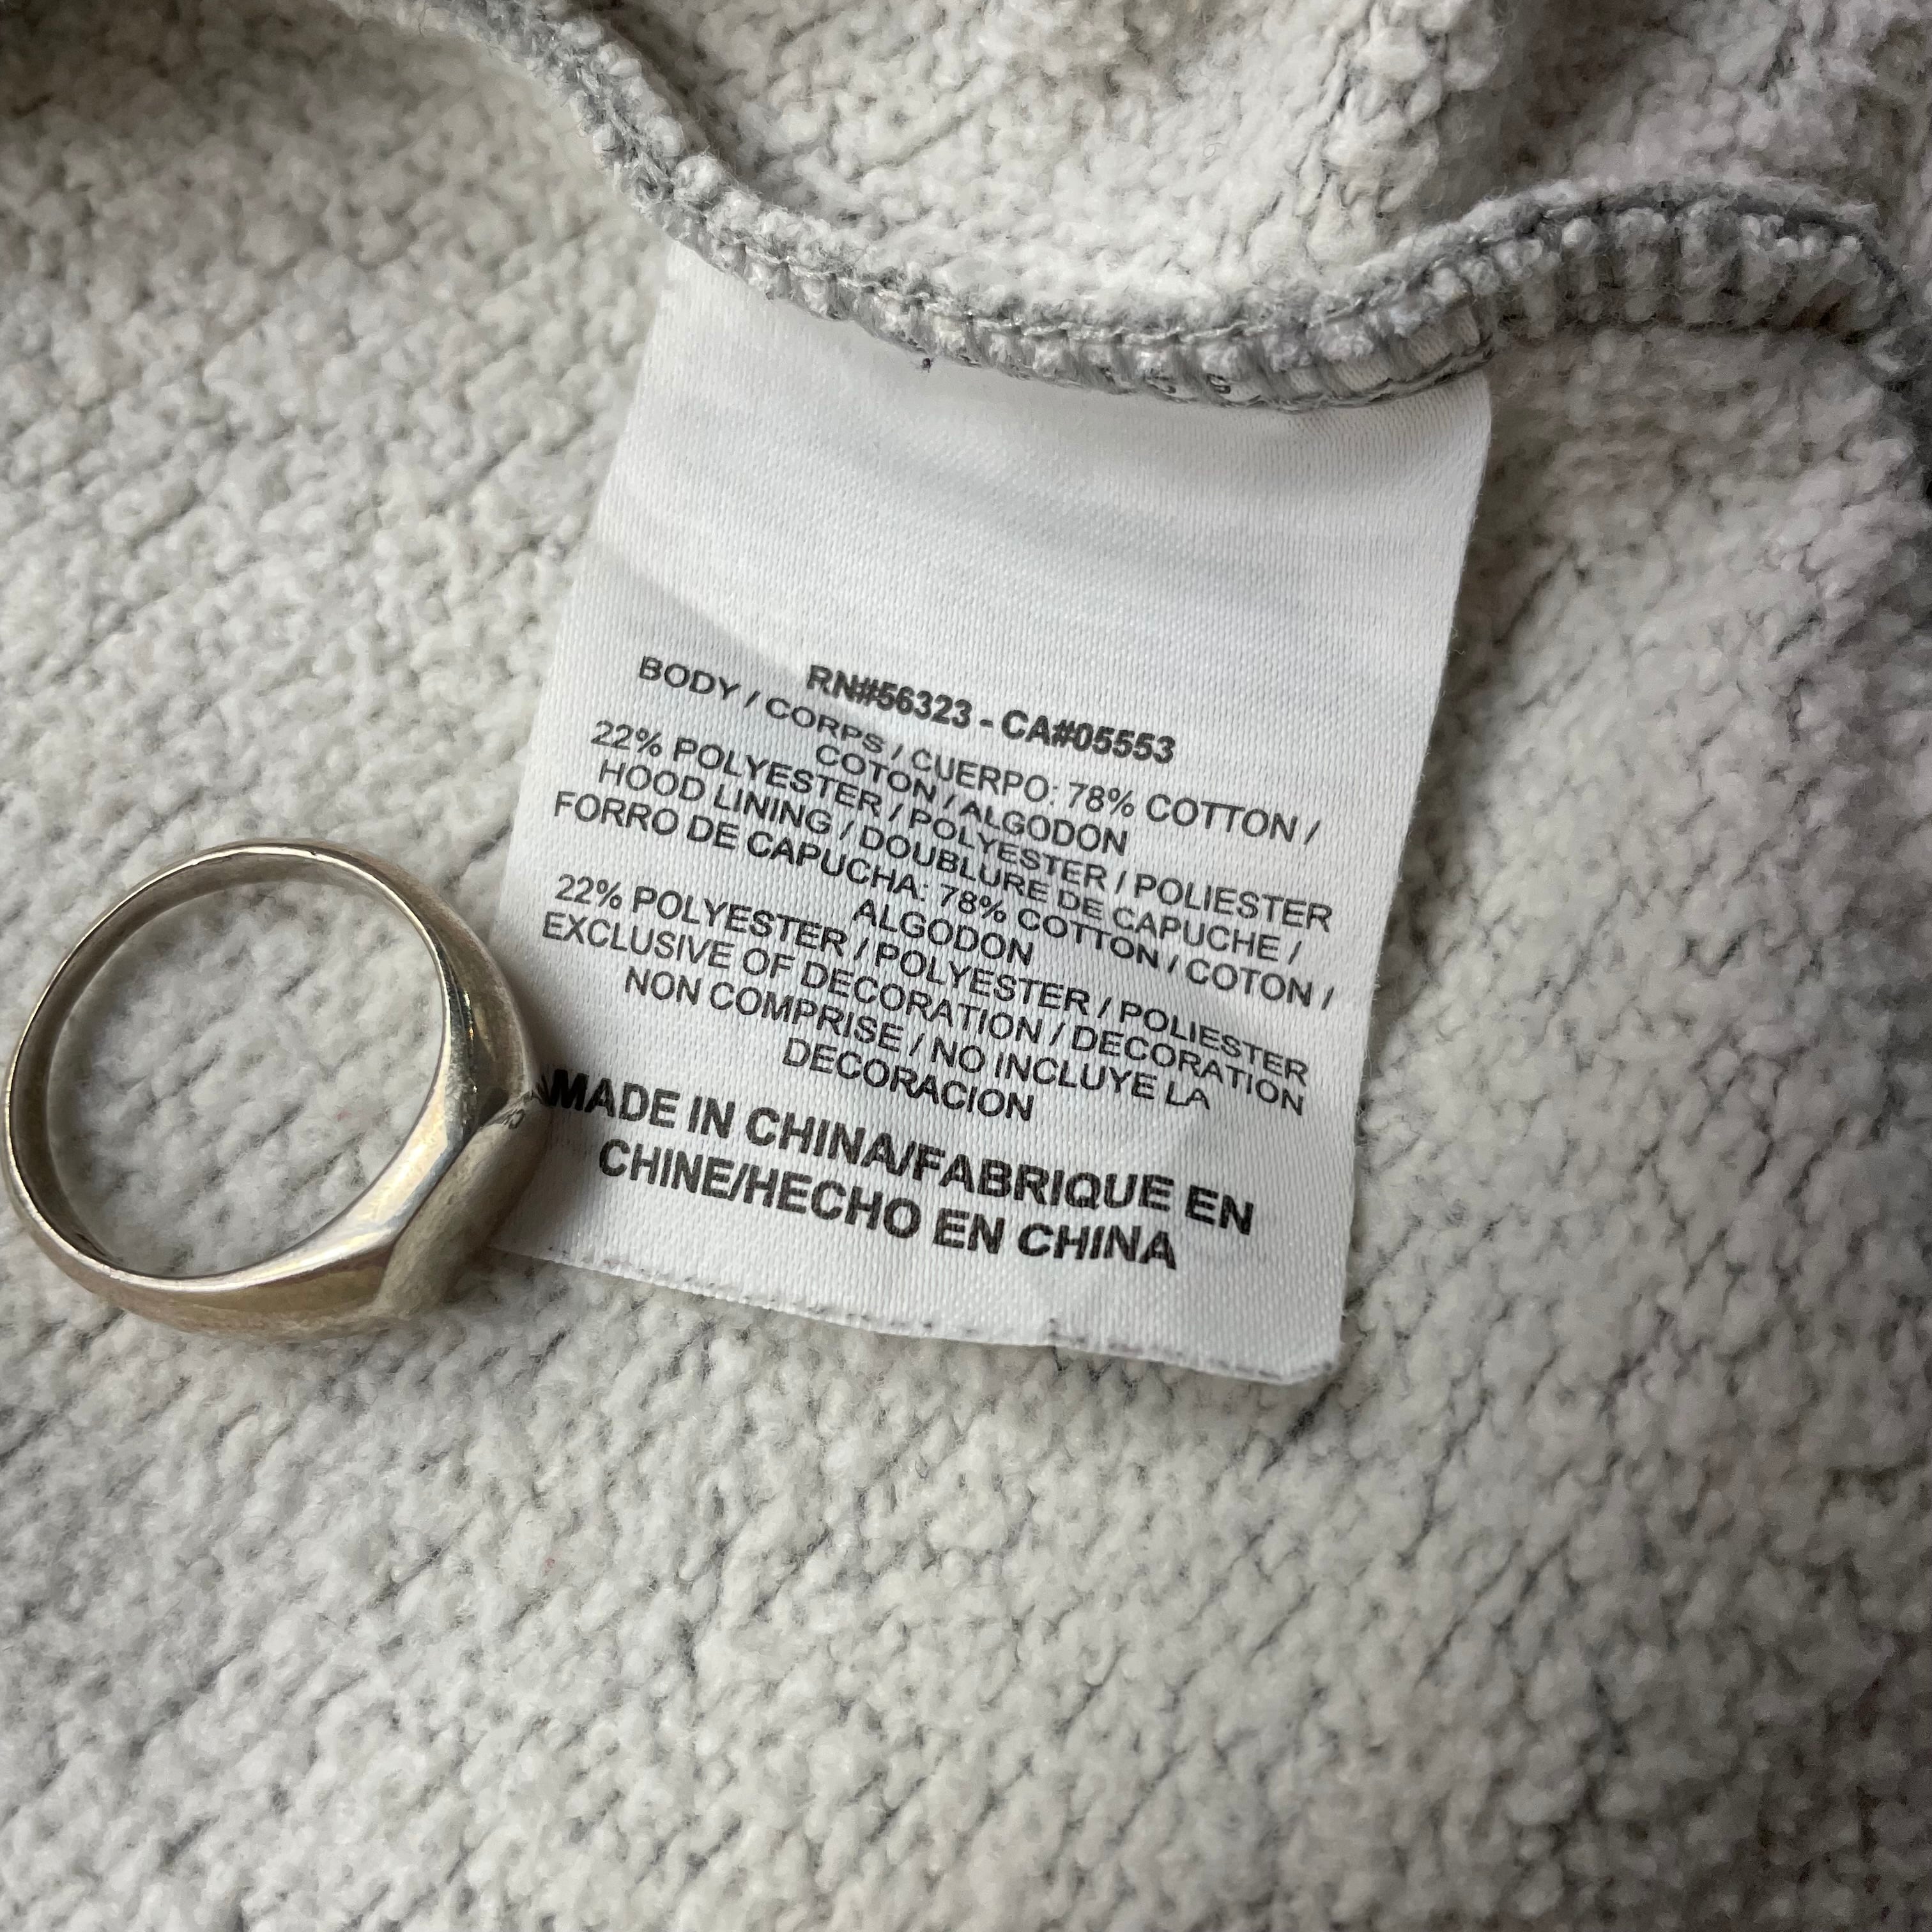 RN#56323 - CA#05553
BODY / CORPS / CUERPO: 78% COTTON /
COTON / ALGODON
22% POLYESTER / POLYESTER / POLIESTER
HOOD LINING / DOUBLURE DE CAPUCHE /
FORRO DE CAPUCHA: 78% COTTON / COTON /
ALGODON
22% POLYESTER / POLYESTER / POLIESTER
EXCLUSIVE OF DECORATION / DECORATION
NON COMPRISE / NO INCLUYE LA
DECORACION
MADE IN CHINA/FABRIQUE EN
CHINE/HECHO EN CHINA